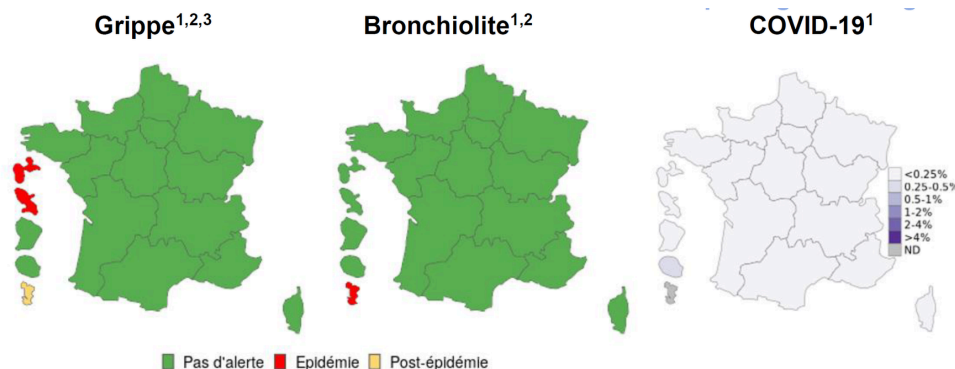 Grippe1,2,3
Bronchiolite1,2
COVID-191
<0.25%
0.25-0.5%
0.5-1%
1-2%
2-4%
>4%
ND
Pas d'alerte
Epidémie
Post-épidémie